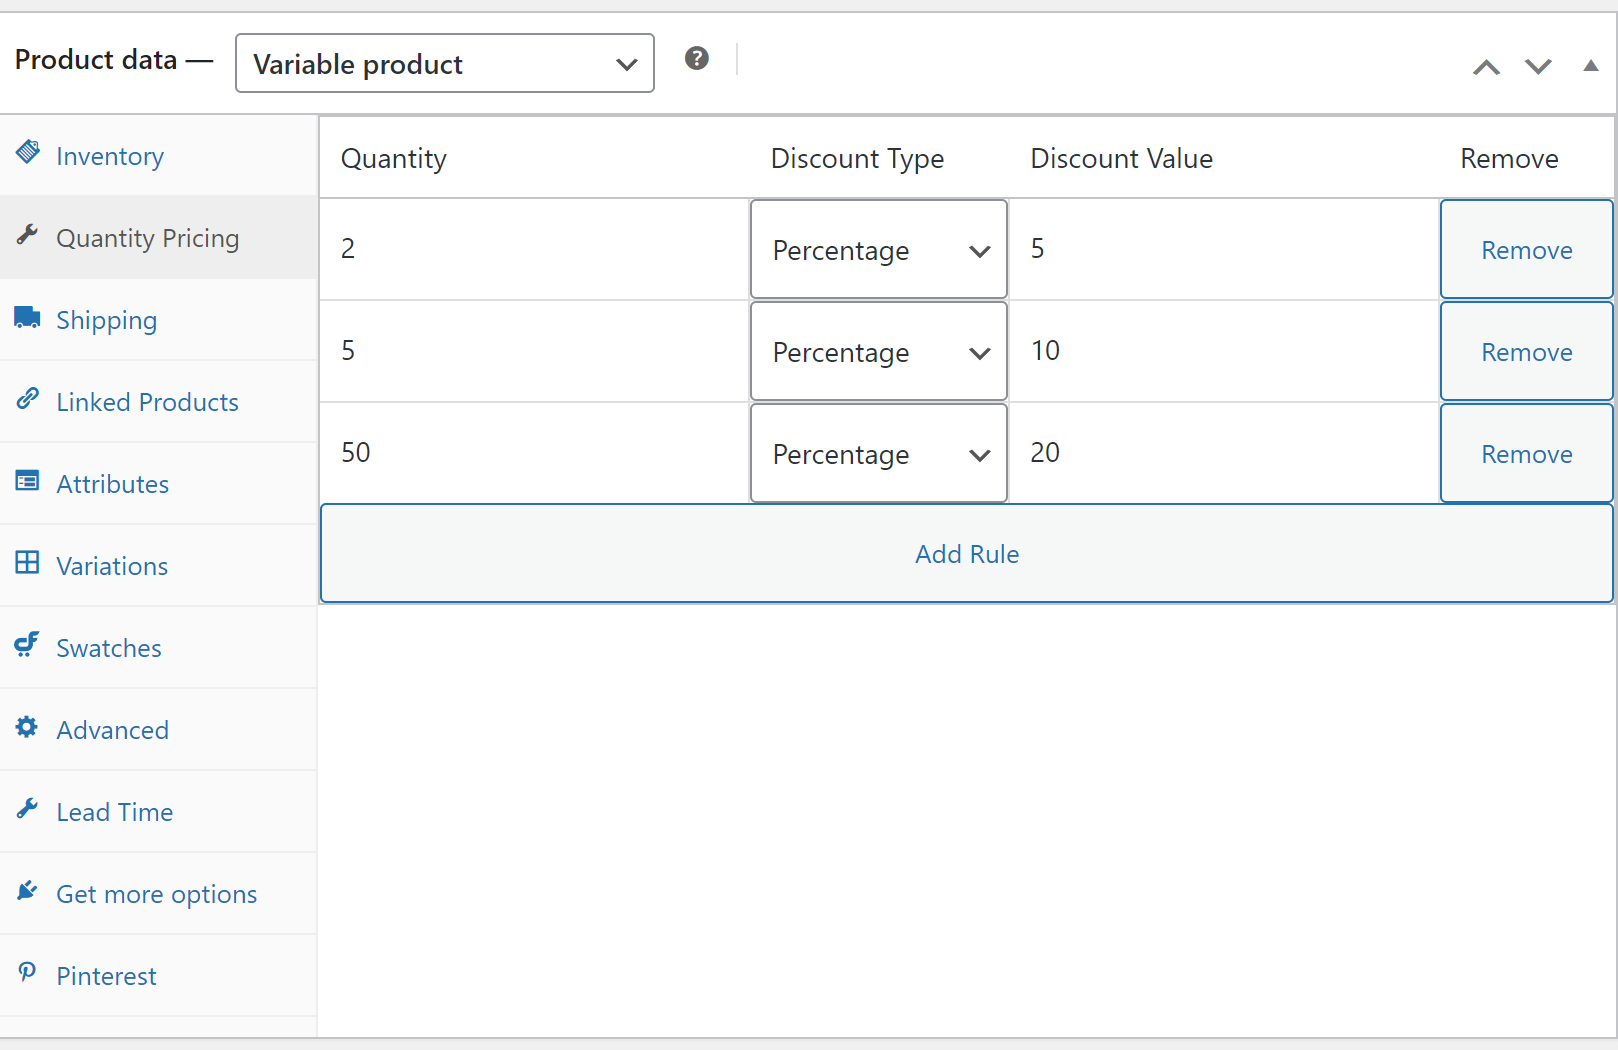 Product data —
Variable product
?
Inventory
Quantity Pricing
Shipping
Linked Products
Attributes
Variations
Swatches
Advanced
Lead Time
Get more options
Pinterest
Quantity Discount Type Discount Value Remove
2 Percentage 5 Remove
5 Percentage 10 Remove
50 Percentage 20 Remove
Add Rule